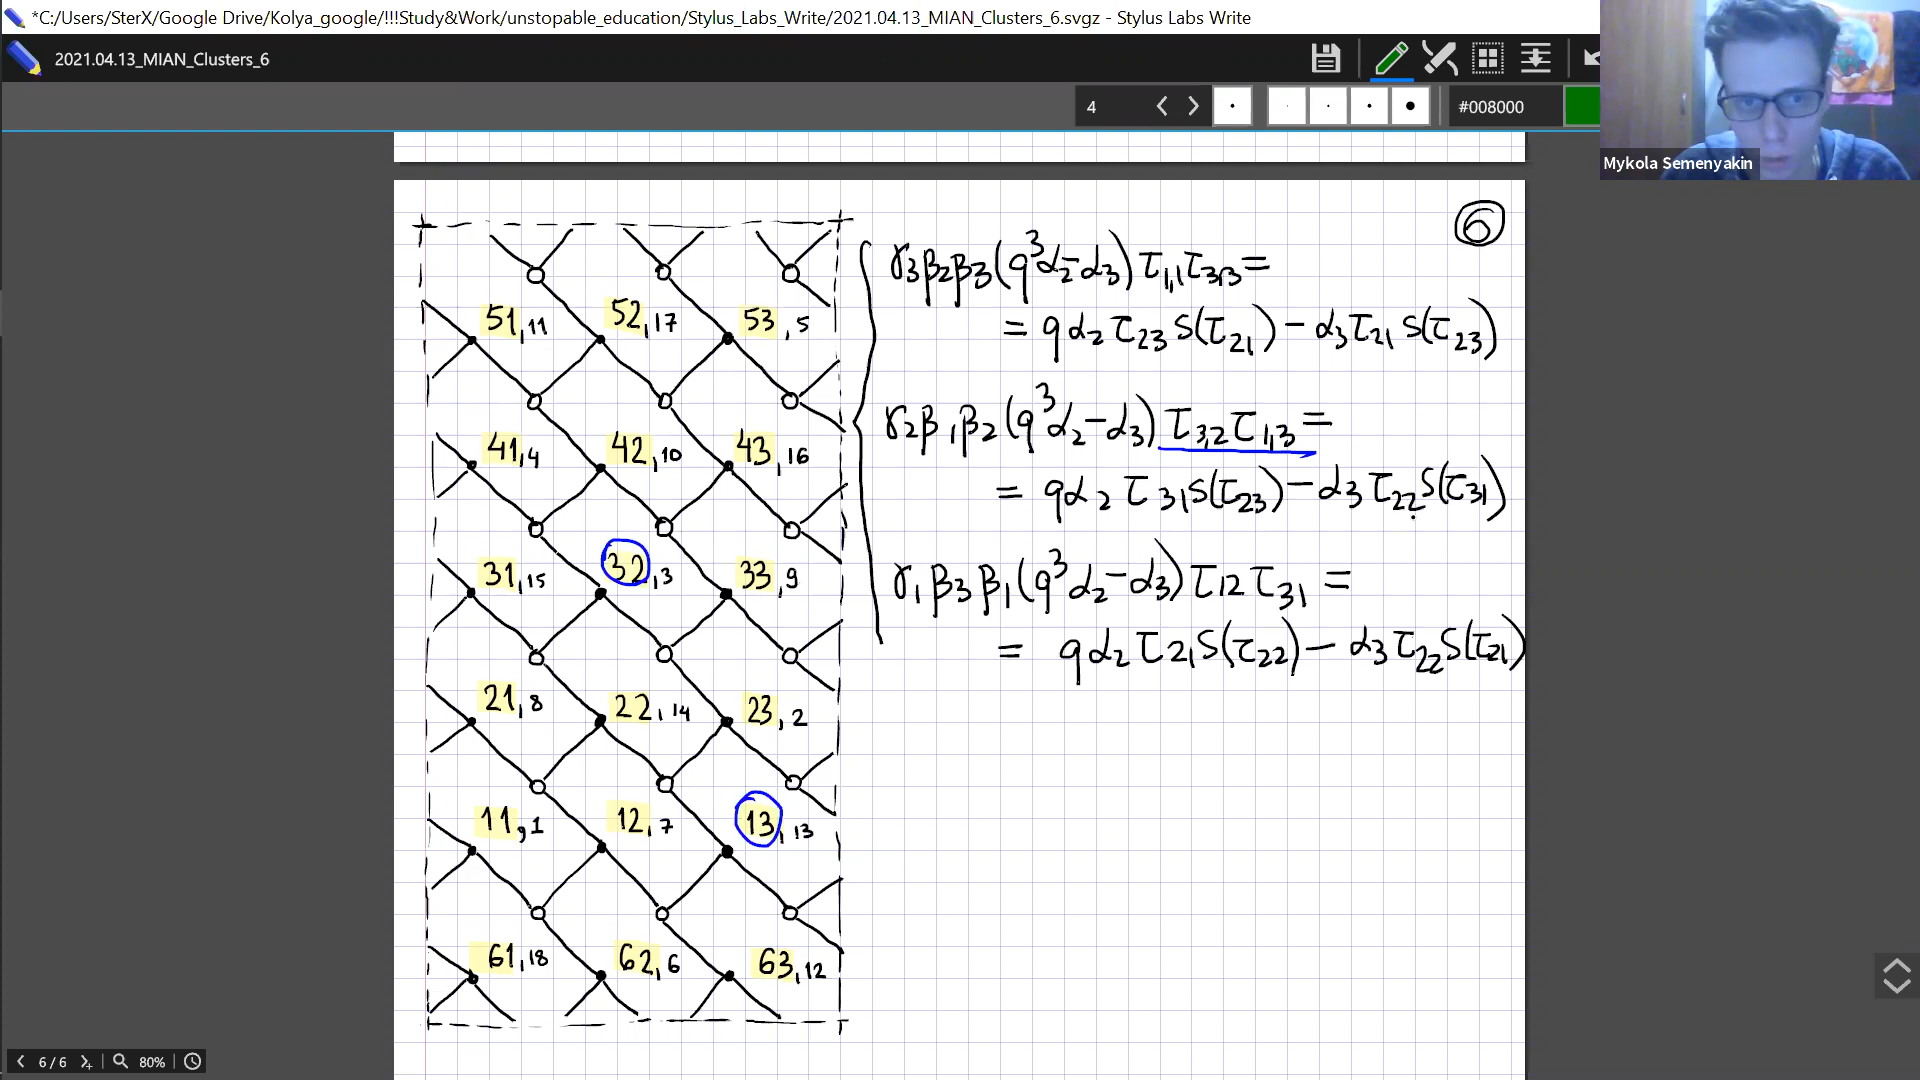 *C:/Users/SterX/Google Drive/Kolya_google/!!!Study&Work/unstopable_education/Stylus_Labs_Write/2021.04.13_MIAN_Clusters_6.svgz - Stylus Labs Write
2021.04.13_MIAN_Clusters_6
4
#008000
Mykola Semenyakin
6
γ₃β₂β₃(q³α₂-α₃)τ₁,₁τ₃,₃=
= qα₂τ₂₃S(τ₂₁)-α₃τ₂₁S(τ₂₃)
γ₂β₁β₂(q³α₂-α₃)τ₃,₂τ₁,₃=
= qα₂τ₃₁S(τ₂₃)-α₃τ₂₂S(τ₃₁)
γ₁β₃β₁(q³α₂-α₃)τ₁₂τ₃₁=
= qα₂τ₂₁S(τ₂₂)-α₃τ₂₂S(τ₂₁)
51,11 52,17 53,5
41,4 42,10 43,16
31,15 32,3 33,9
21,8 22,14 23,2
11,1 12,7 13,13
61,18 62,6 63,12
6/6 80%